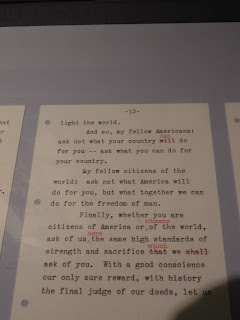 -13-
light the world.
And so, my fellow Americans:
can
ask not what your country will do
for you -- ask what you can do for
your country.
My fellow citizens of the
world: ask not what America will
do for you, but what together we can
do for the freedom of man.
Finally, whether you are
citizens
citizens of America or of the world,
here
ask of us the same high standards of
which
strength and sacrifice that we shall
ask of you. With a good conscience
our only sure reward, with history
the final judge of our deeds, let us